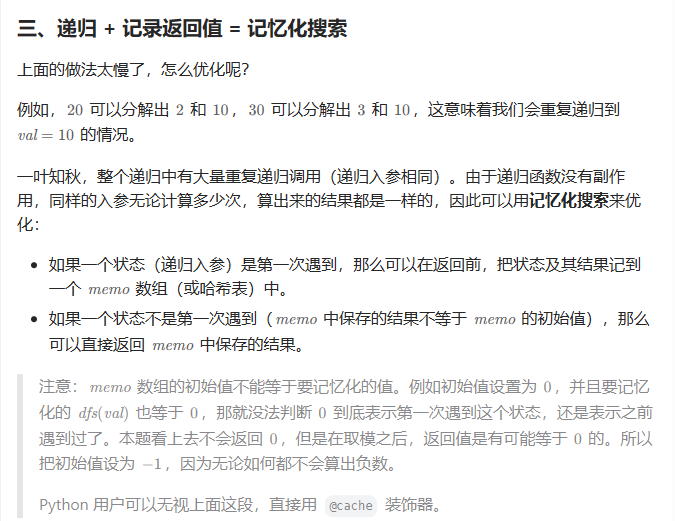 三、递归 + 记录返回值 = 记忆化搜索
上面的做法太慢了，怎么优化呢？
例如，20 可以分解出 2 和 10，30 可以分解出 3 和 10，这意味着我们会重复递归到
val = 10 的情况。
一叶知秋，整个递归中有大量重复递归调用（递归入参相同）。由于递归函数没有副作
用，同样的入参无论计算多少次，算出来的结果都是一样的，因此可以用记忆化搜索来优
化：
• 如果一个状态（递归入参）是第一次遇到，那么可以在返回前，把状态及其结果记到
一个 memo 数组（或哈希表）中。
• 如果一个状态不是第一次遇到（memo 中保存的结果不等于 memo 的初始值），那么
可以直接返回 memo 中保存的结果。
注意：memo 数组的初始值不能等于要记忆化的值。例如初始值设置为 0，并且要记忆
化的 dfs(val) 也等于 0，那就没法判断 0 到底表示第一次遇到这个状态，还是表示之前
遇到过了。本题看上去不会返回 0，但是在取模之后，返回值是有可能等于 0 的。所以
把初始值设为 −1，因为无论如何都不会算出负数。
Python 用户可以无视上面这段，直接用 @cache 装饰器。